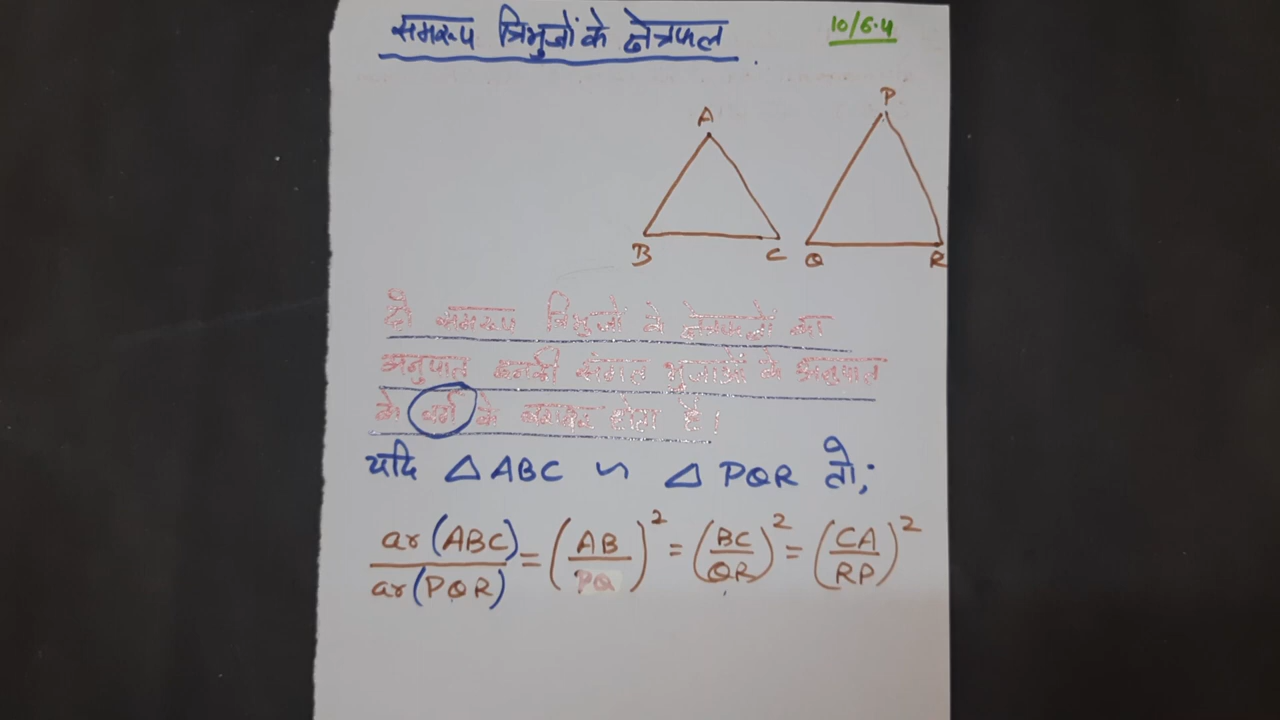 समरूप त्रिभुजों के क्षेत्रफल
10/6.4
A
P
B
C
Q
R
दो समरूप त्रिभुजों के क्षेत्रफलों का
अनुपात उनकी संगत भुजाओं के अनुपात
के वर्ग के बराबर होता है।
यदि △ ABC ∽ △ PQR तो;
ar(ABC)/ar(PQR) = (AB/PQ)² = (BC/QR)² = (CA/RP)²